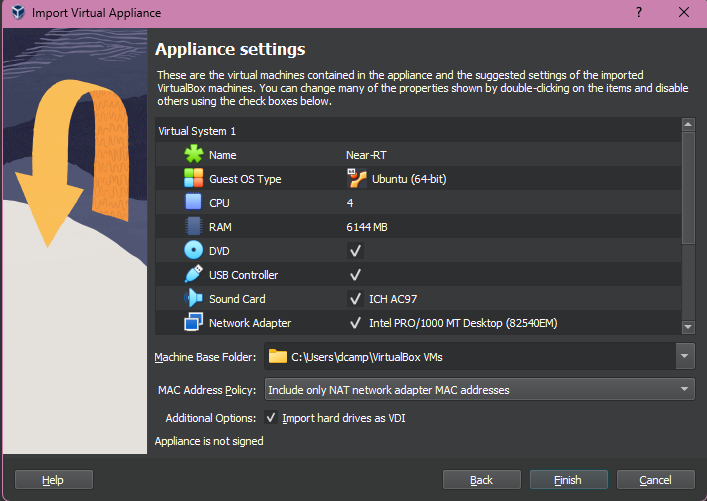 Import Virtual Appliance
Appliance settings
These are the virtual machines contained in the appliance and the suggested settings of the imported
VirtualBox machines. You can change many of the properties shown by double-clicking on the items and disable
others using the check boxes below.
Virtual System 1
Name Near-RT
Guest OS Type Ubuntu (64-bit)
CPU 4
RAM 6144 MB
DVD
USB Controller
Sound Card ICH AC97
Network Adapter Intel PRO/1000 MT Desktop (82540EM)
Machine Base Folder: C:\Users\dcamp\VirtualBox VMs
MAC Address Policy: Include only NAT network adapter MAC addresses
Additional Options: Import hard drives as VDI
Appliance is not signed
Help Back Finish Cancel